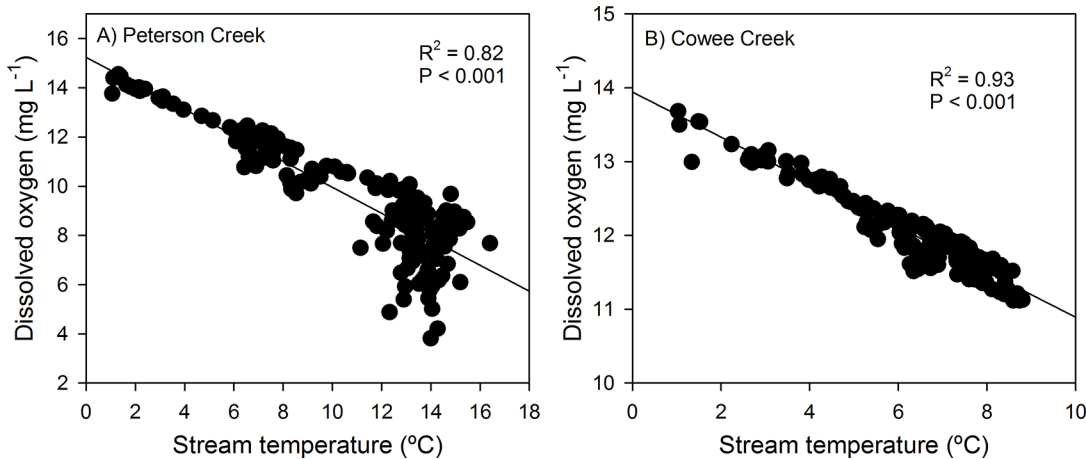 A) Peterson Creek
R² = 0.82
P < 0.001
16
14
12
10
8
6
4
2
0 2 4 6 8 10 12 14 16 18
Dissolved oxygen (mg L⁻¹)
Stream temperature (ºC)
B) Cowee Creek
R² = 0.93
P < 0.001
15
14
13
12
11
10
0 2 4 6 8 10
Dissolved oxygen (mg L⁻¹)
Stream temperature (ºC)